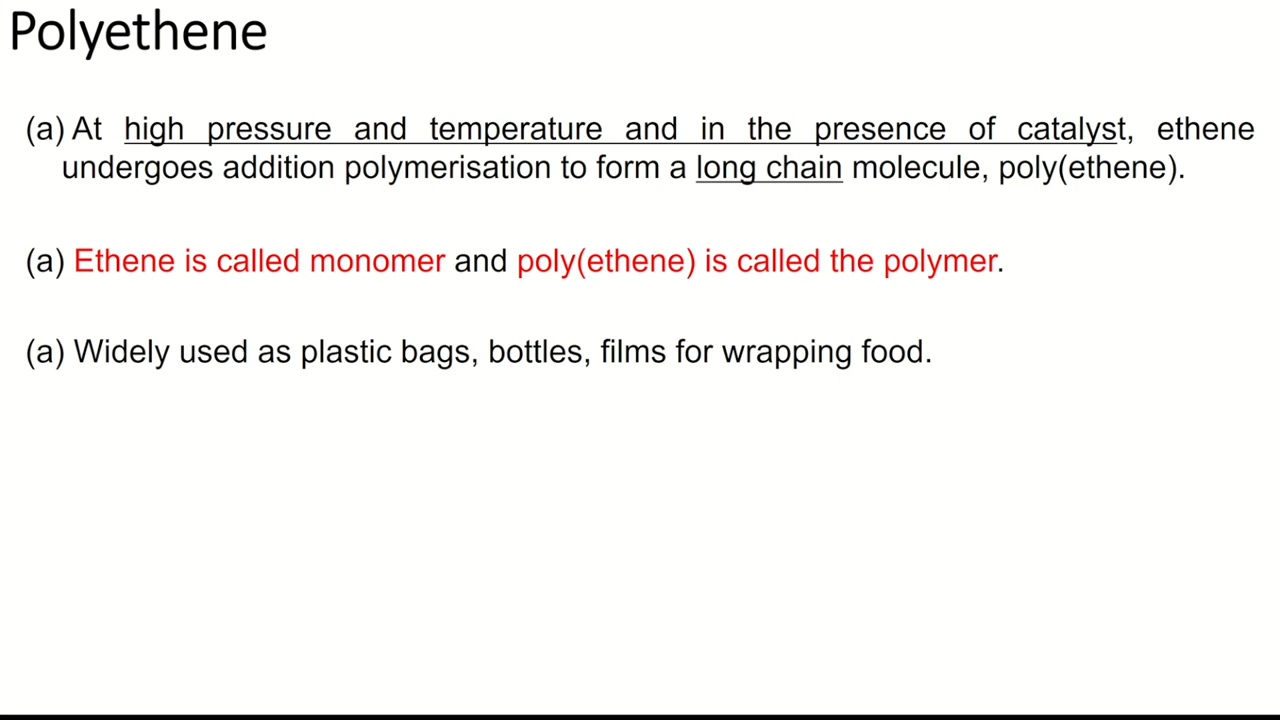 Polyethene
(a) At high pressure and temperature and in the presence of catalyst, ethene
undergoes addition polymerisation to form a long chain molecule, poly(ethene).
(a) Ethene is called monomer and poly(ethene) is called the polymer.
(a) Widely used as plastic bags, bottles, films for wrapping food.